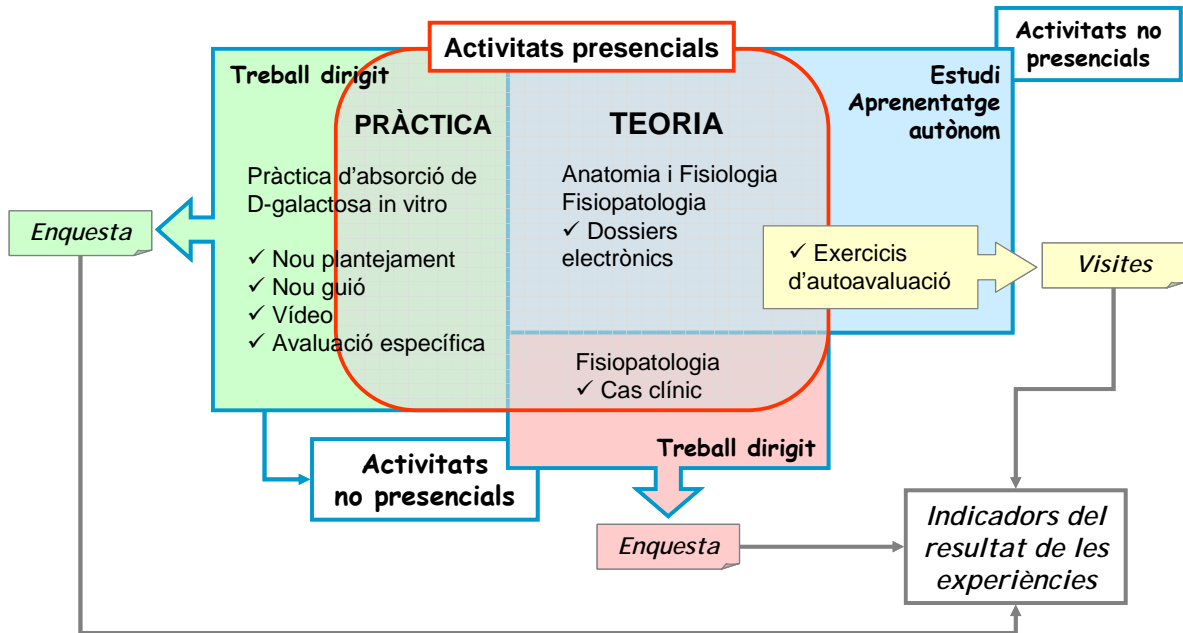 Activitats presencials
Activitats no
presencials
Treball dirigit
Estudi
Aprenentatge
autònom
PRÀCTICA
TEORIA
Pràctica d’absorció de
D-galactosa in vitro
✓ Nou plantejament
✓ Nou guió
✓ Vídeo
✓ Avaluació específica
Anatomia i Fisiologia
Fisiopatologia
✓ Dossiers
electrònics
✓ Exercicis
d’autoavaluació
Enquesta
Visites
Fisiopatologia
✓ Cas clínic
Treball dirigit
Activitats
no presencials
Enquesta
Indicadors del
resultat de les
experiències